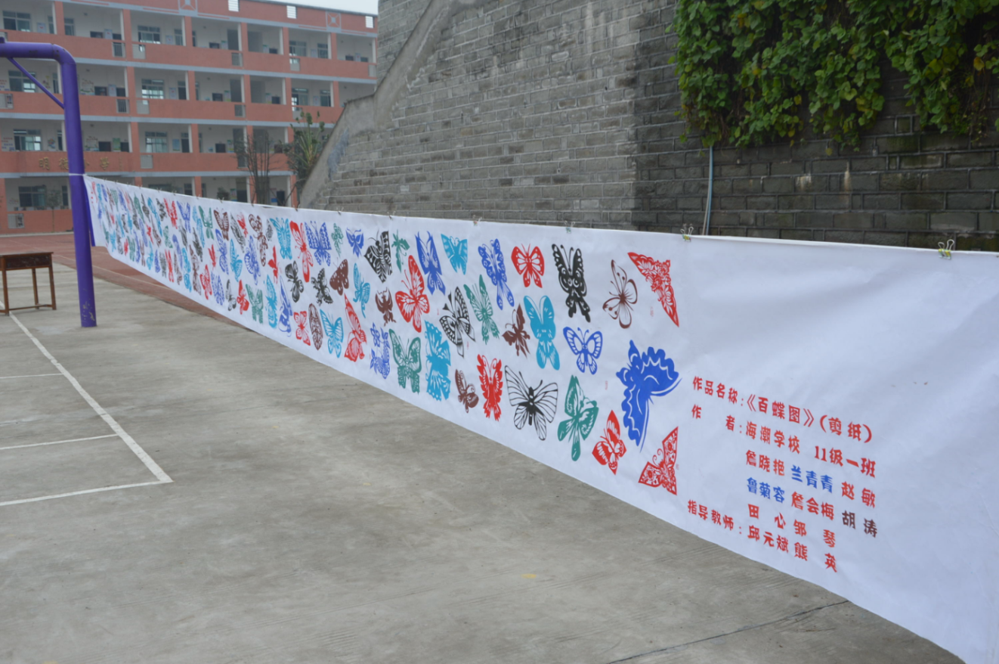 作品名称：《百蝶图》（剪纸）
作 者：海潮学校 11级一班
詹晓艳 兰青青 赵敏
鲁菊容 詹会梅 胡涛
田心 邹琴
指导教师：邱元斌 熊英